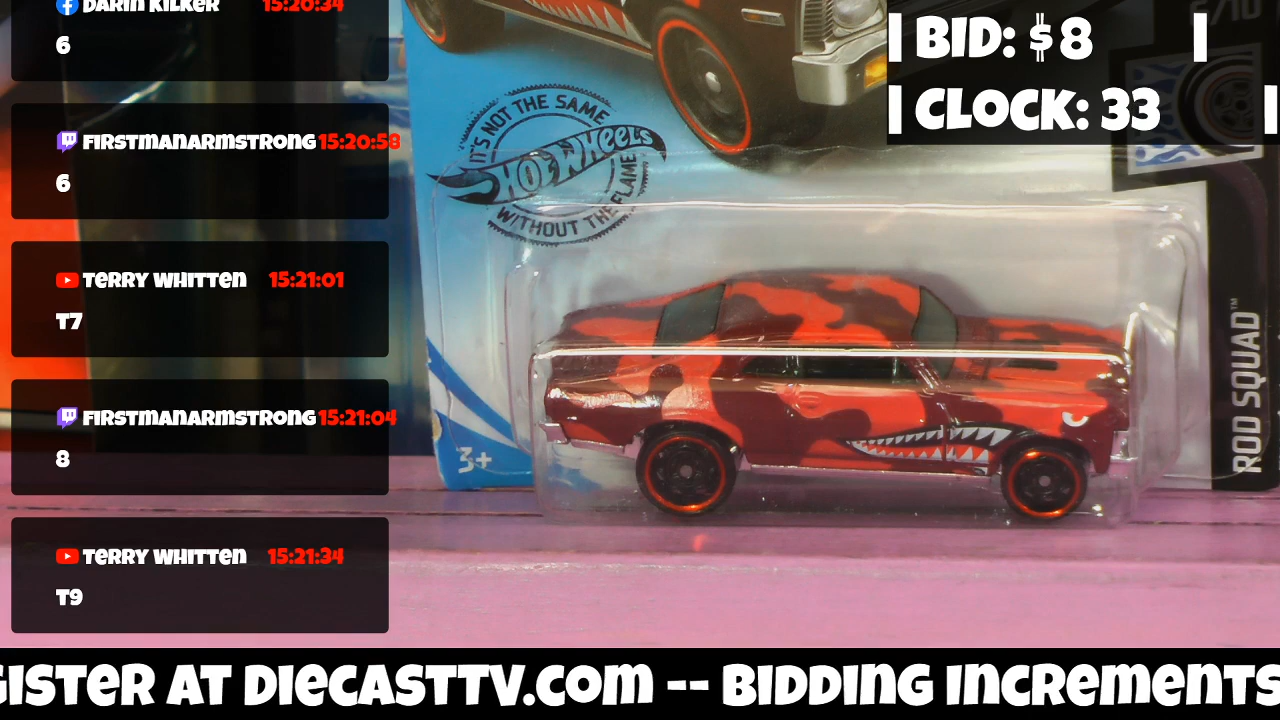 DARIN KILKER 15:20:34
6
FIRSTMANARMSTRONG 15:20:58
6
TERRY WHITTEN 15:21:01
T7
FIRSTMANARMSTRONG 15:21:04
8
TERRY WHITTEN 15:21:34
T9
| BID: $8 |
| CLOCK: 33 |
IT'S NOT THE SAME
HOT WHEELS
WITHOUT THE FLAME
3+
ROD SQUAD™
GISTER AT DIECASTTV.COM -- BIDDING INCREMENTS